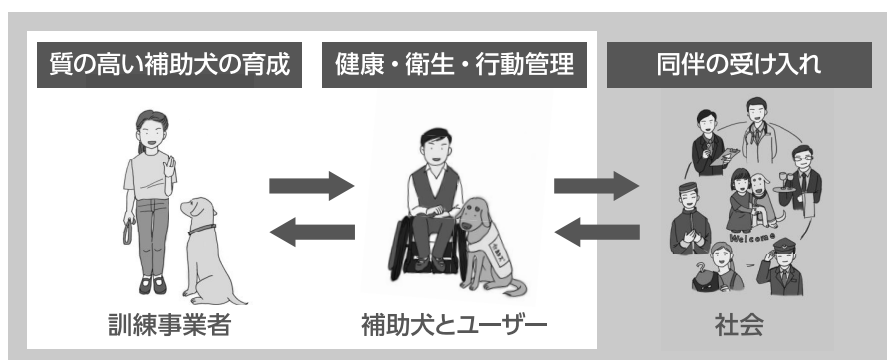 質の高い補助犬の育成
健康・衛生・行動管理
同伴の受け入れ
Welcome
訓練事業者
補助犬とユーザー
社会